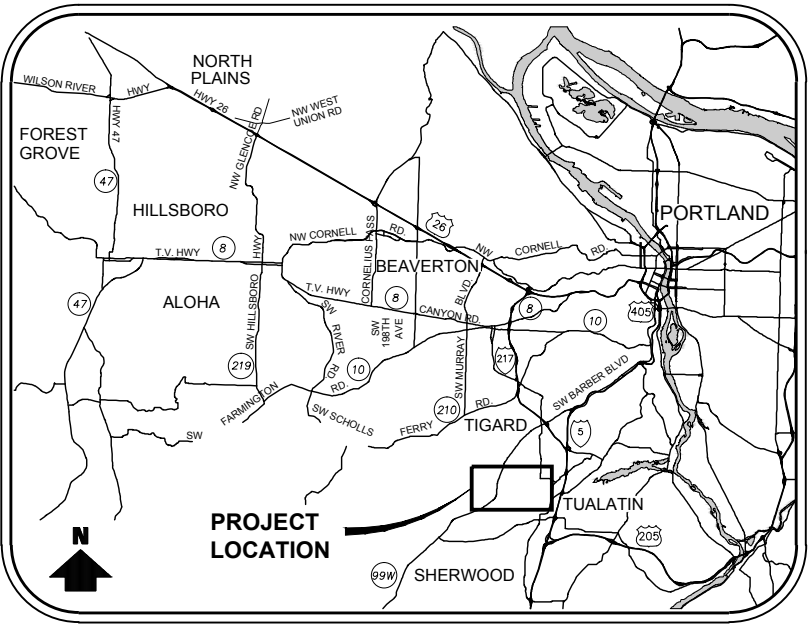 NORTH
PLAINS
WILSON RIVER
HWY
HWY 26
NW WEST
UNION RD
HWY 47
NW GLENCOE RD
FOREST
GROVE
47
HILLSBORO
PORTLAND
NW CORNELL
RD.
26
NW
CORNELL
RD.
T.V. HWY
8
HWY
CORNELIUS PASS
BEAVERTON
47
ALOHA
SW HILLSBORO
T.V. HWY
8
BLVD.
CANYON RD.
8
10
405
SW
RIVER
RD
SW
198TH
AVE
219
10
RD.
SW MURRAY
217
SW BARBER BLVD
FARMINGTON
SW SCHOLLS
FERRY
210
RD.
TIGARD
5
SW
TUALATIN
PROJECT
LOCATION
205
N
99W
SHERWOOD